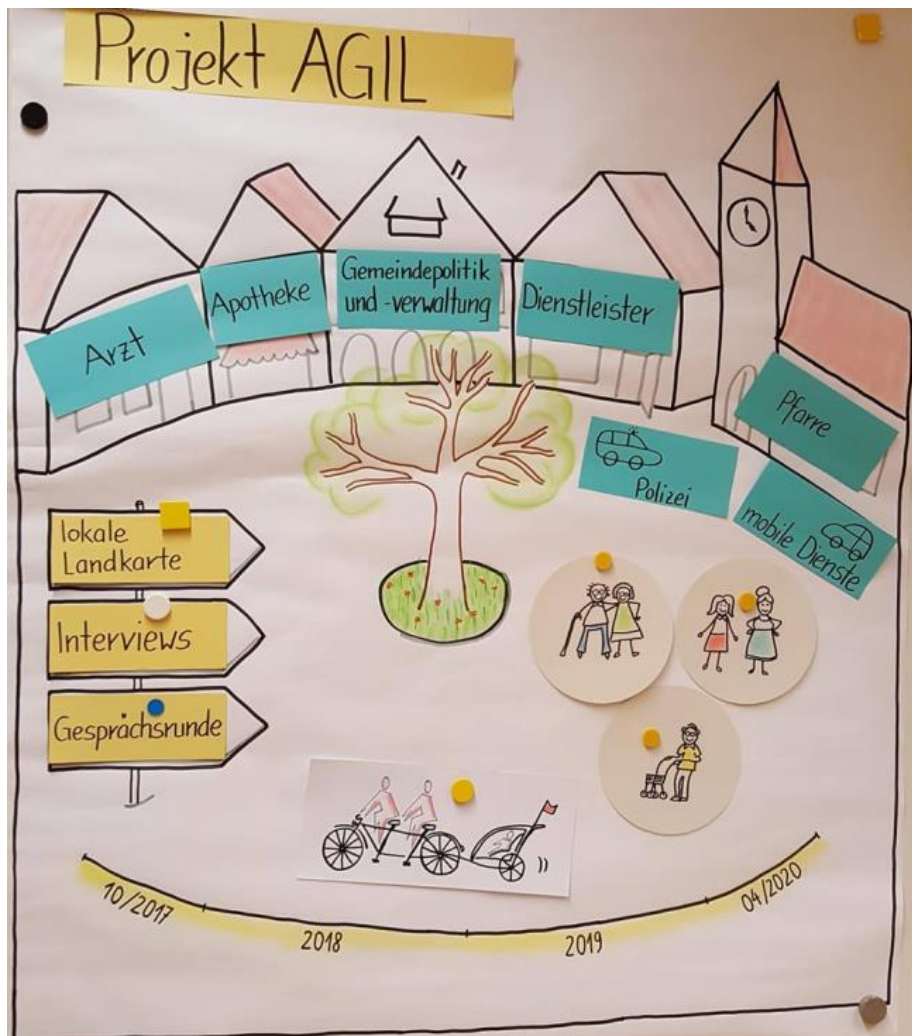 Projekt AGIL
Arzt
Apotheke
Gemeindepolitik
und -verwaltung
Dienstleister
Pfarre
Polizei
mobile Dienste
lokale
Landkarte
Interviews
Gesprächsrunde
10/2017
2018
2019
04/2020